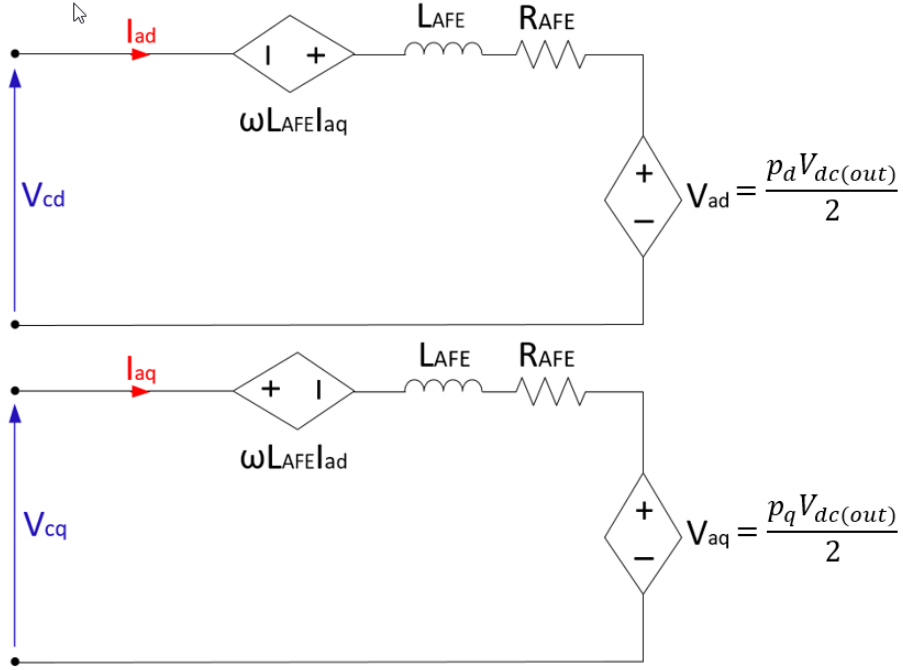 Iad
LAFE
RAFE
ωLAFEIaq
Vcd
Vad = pdVdc(out)/2
Iaq
LAFE
RAFE
ωLAFEIad
Vcq
Vaq = pqVdc(out)/2